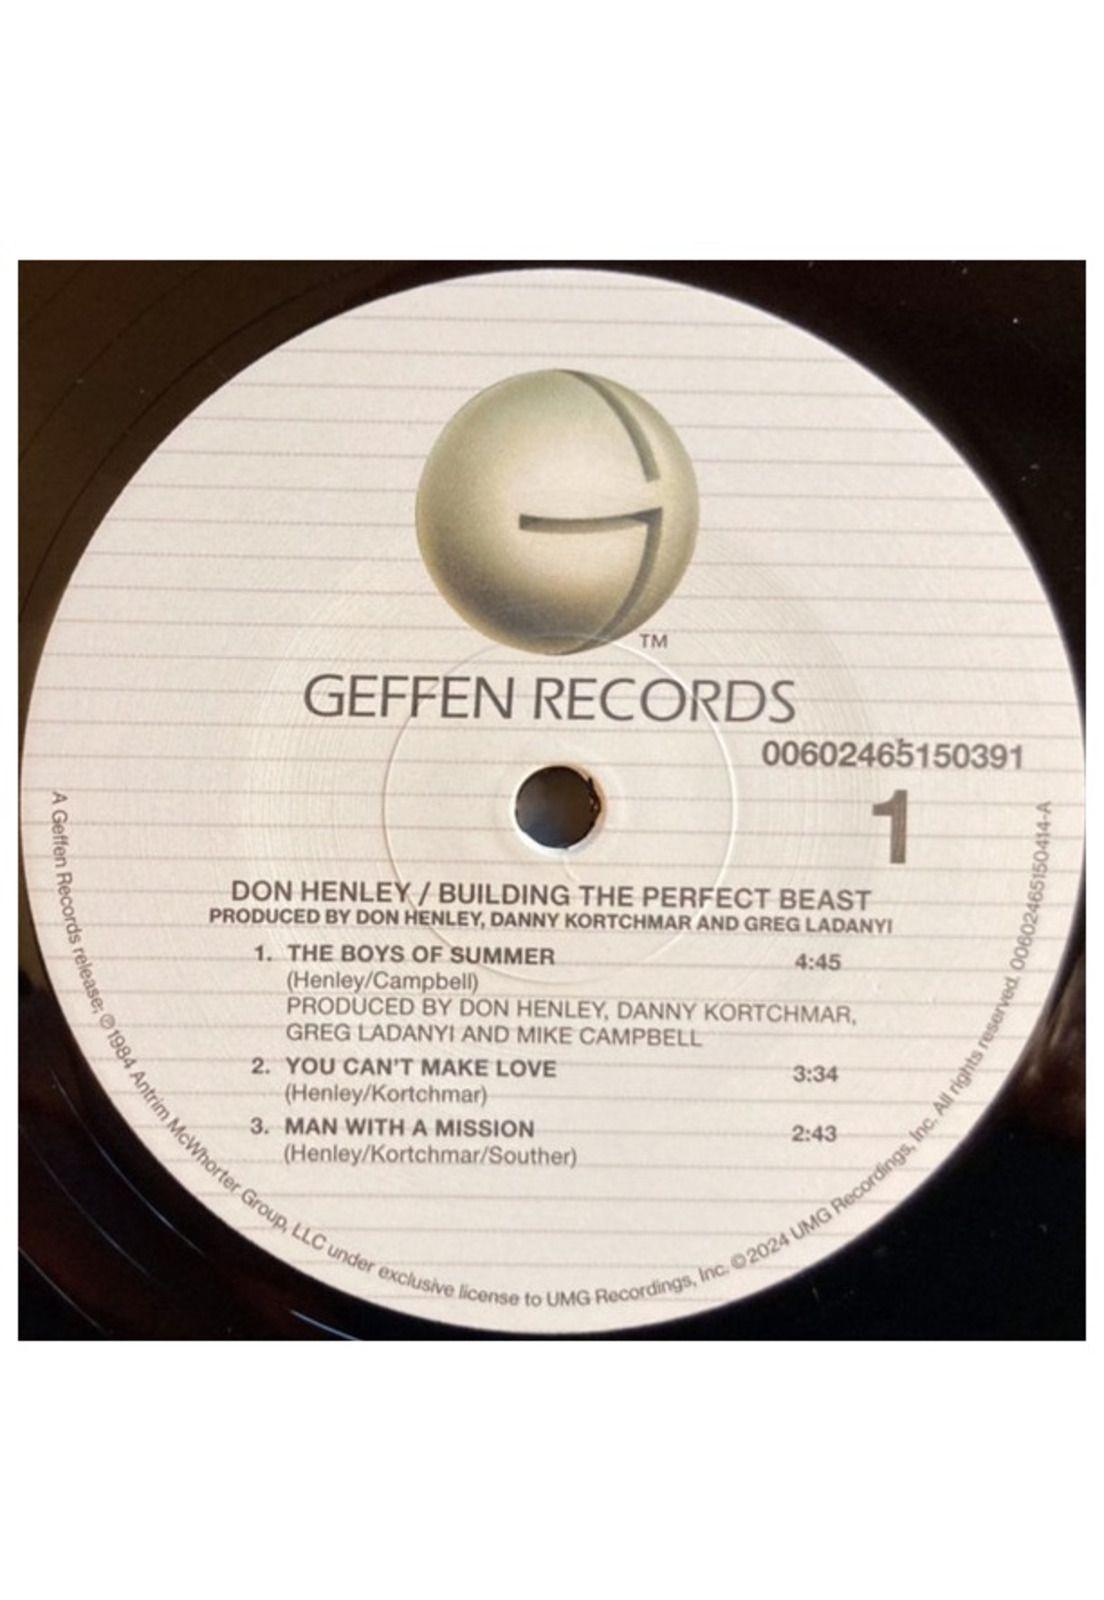 TM
GEFFEN RECORDS
00602465150391
1
DON HENLEY / BUILDING THE PERFECT BEAST
PRODUCED BY DON HENLEY, DANNY KORTCHMAR AND GREG LADANYI
1. THE BOYS OF SUMMER 4:45
(Henley/Campbell)
PRODUCED BY DON HENLEY, DANNY KORTCHMAR,
GREG LADANYI AND MIKE CAMPBELL
2. YOU CAN'T MAKE LOVE 3:34
(Henley/Kortchmar)
3. MAN WITH A MISSION 2:43
(Henley/Kortchmar/Souther)
A Geffen Records release; ℗1984 Antrim McWhorter Group, LLC under exclusive license to UMG Recordings, Inc. ©2024 UMG Recordings, Inc. All rights reserved. 00602465150414-A